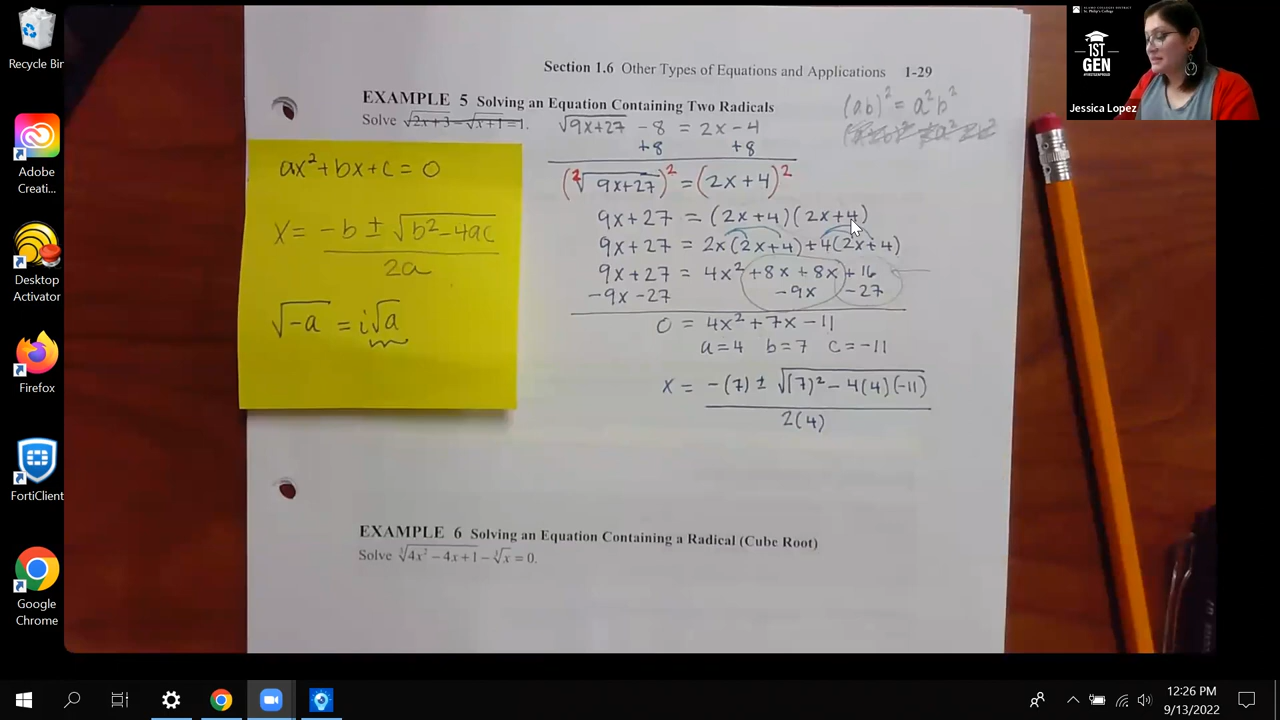 Recycle Bin
Adobe
Creati...
Desktop
Activator
Firefox
FortiClient
Google
Chrome
1ST
GEN
Jessica Lopez
Section 1.6 Other Types of Equations and Applications 1-29
EXAMPLE 5 Solving an Equation Containing Two Radicals
Solve √2x+3 − √x+1 = 1.
(ab)² = a²b²
ax² + bx + c = 0
x = −b ± √b² − 4ac
2a
√−a = i√a
√9x+27 − 8 = 2x − 4
+8 +8
(²√9x+27)² = (2x+4)²
9x+27 = (2x+4)(2x+4)
9x+27 = 2x(2x+4)+4(2x+4)
9x+27 = 4x² +8x +8x +16
−9x −27 −9x −27
0 = 4x² + 7x − 11
a=4 b=7 c=−11
x = −(7) ± √(7)² − 4(4)(−11)
2(4)
EXAMPLE 6 Solving an Equation Containing a Radical (Cube Root)
Solve ∛4x² − 4x + 1 − ∛x = 0.
12:26 PM
9/13/2022